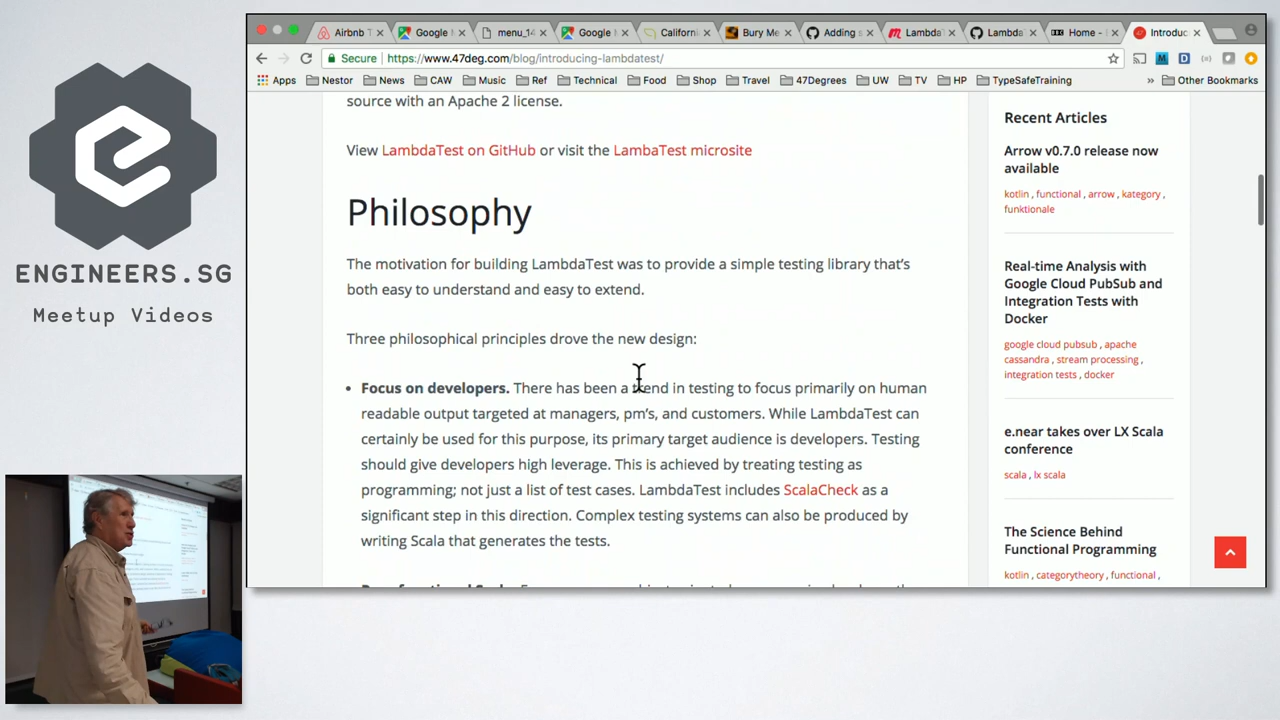 Airbnb T
Google M
menu_14
Google M
Californi
Bury Me
Adding s
Lambda
Lambda
Home -
Introduc
Secure
https://www.47deg.com/blog/introducing-lambdatest/
Apps
Nestor
News
CAW
Music
Ref
Technical
Food
Shop
Travel
47Degrees
UW
TV
HP
TypeSafeTraining
»
Other Bookmarks
ENGINEERS.SG
Meetup Videos
source with an Apache 2 license.
View LambdaTest on GitHub or visit the LambaTest microsite
Philosophy
The motivation for building LambdaTest was to provide a simple testing library that's
both easy to understand and easy to extend.
Three philosophical principles drove the new design:
• Focus on developers. There has been a trend in testing to focus primarily on human
readable output targeted at managers, pm's, and customers. While LambdaTest can
certainly be used for this purpose, its primary target audience is developers. Testing
should give developers high leverage. This is achieved by treating testing as
programming; not just a list of test cases. LambdaTest includes ScalaCheck as a
significant step in this direction. Complex testing systems can also be produced by
writing Scala that generates the tests.
Recent Articles
Arrow v0.7.0 release now
available
kotlin , functional , arrow , kategory ,
funktionale
Real-time Analysis with
Google Cloud PubSub and
Integration Tests with
Docker
google cloud pubsub , apache
cassandra , stream processing ,
integration tests , docker
e.near takes over LX Scala
conference
scala , lx scala
The Science Behind
Functional Programming
kotlin , categorytheory , functional ,